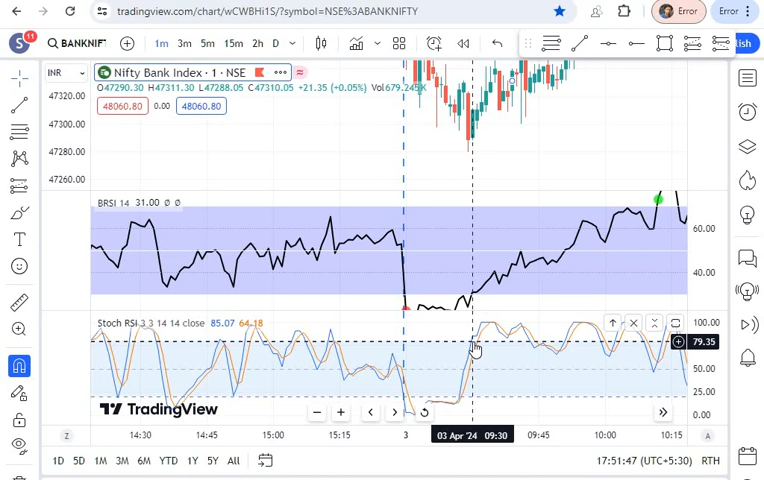 tradingview.com/chart/wCWBHi1S/?symbol=NSE%3ABANKNIFTY
Error
Error
S 11
BANKNIFT
1m 3m 5m 15m 2h D
ish
INR
Nifty Bank Index · 1 · NSE
O47290.30 H47311.30 L47288.05 C47310.05 +21.35 (+0.05%) Vol679.245K
48060.80 0.00 48060.80
47320.00
47300.00
47280.00
47260.00
BRSI 14 31.00 ∅ ∅
60.00
40.00
Stoch RSI 3 3 14 14 close 85.07 64.18
100.00
79.35
50.00
25.00
0.00
TradingView
Z 14:30 14:45 15:00 15:15 3 03 Apr '24 09:30 09:45 10:00 10:15 A
1D 5D 1M 3M 6M YTD 1Y 5Y All
17:51:47 (UTC+5:30) RTH